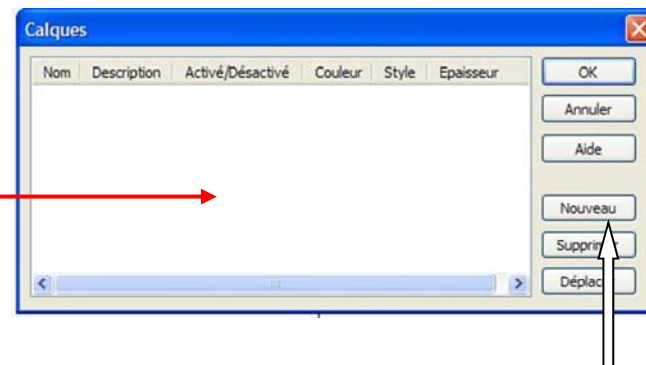 Calques
Nom Description Activé/Désactivé Couleur Style Epaisseur
OK
Annuler
Aide
Nouveau